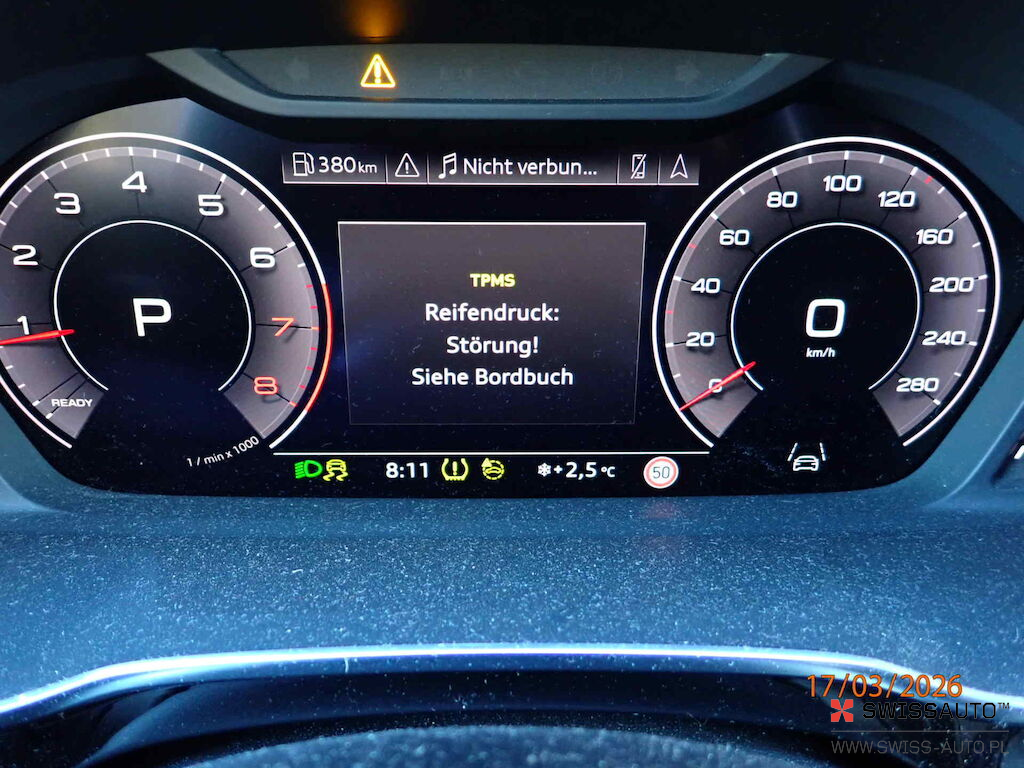 380 km
Nicht verbun...
1 2 3 4 5 6 7 8
P
READY
1 / min x 1000
TPMS
Reifendruck:
Störung!
Siehe Bordbuch
0 20 40 60 80 100 120 160 200 240 280
0
km/h
8:11
+2,5 °C
50
17/03/2026
SWISSAUTO™
WWW.SWISS-AUTO.PL